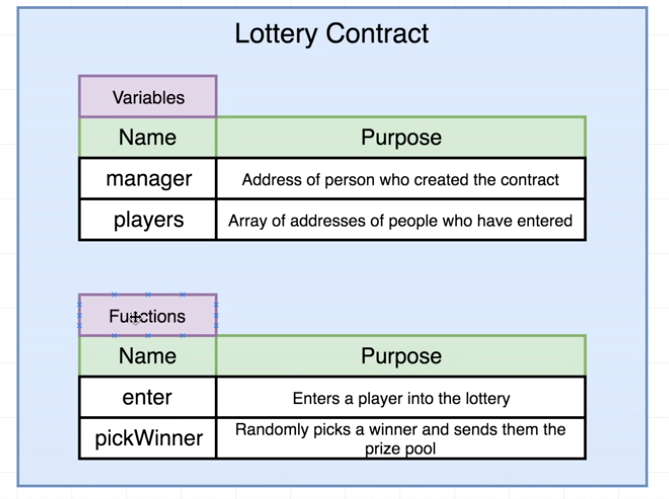 Lottery Contract
Variables
Name Purpose
manager Address of person who created the contract
players Array of addresses of people who have entered
Functions
Name Purpose
enter Enters a player into the lottery
pickWinner Randomly picks a winner and sends them the
prize pool